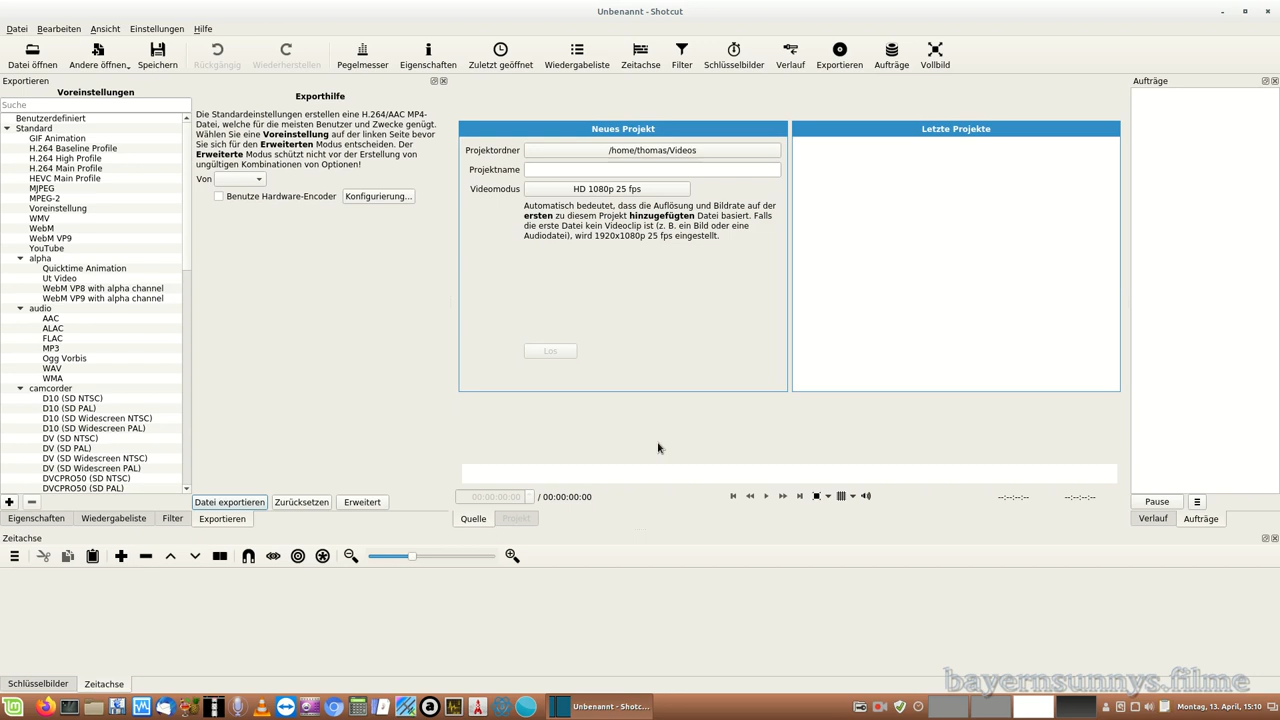 Unbenannt - Shotcut
Datei Bearbeiten Ansicht Einstellungen Hilfe
Datei öffnen Andere öffnen Speichern Rückgängig Wiederherstellen Pegelmesser Eigenschaften Zuletzt geöffnet Wiedergabeliste Zeitachse Filter Schlüsselbilder Verlauf Exportieren Aufträge Vollbild
Exportieren
Voreinstellungen
Suche
Benutzerdefiniert
Standard
GIF Animation
H.264 Baseline Profile
H.264 High Profile
H.264 Main Profile
HEVC Main Profile
MJPEG
MPEG-2
Voreinstellung
WMV
WebM
WebM VP9
YouTube
alpha
Quicktime Animation
Ut Video
WebM VP8 with alpha channel
WebM VP9 with alpha channel
audio
AAC
ALAC
FLAC
MP3
Ogg Vorbis
WAV
WMA
camcorder
D10 (SD NTSC)
D10 (SD PAL)
D10 (SD Widescreen NTSC)
D10 (SD Widescreen PAL)
DV (SD NTSC)
DV (SD PAL)
DV (SD Widescreen NTSC)
DV (SD Widescreen PAL)
DVCPRO50 (SD NTSC)
DVCPRO50 (SD PAL)
Exporthilfe
Die Standardeinstellungen erstellen eine H.264/AAC MP4-
Datei, welche für die meisten Benutzer und Zwecke genügt.
Wählen Sie eine Voreinstellung auf der linken Seite bevor
Sie sich für den Erweiterten Modus entscheiden. Der
Erweiterte Modus schützt nicht vor der Erstellung von
ungültigen Kombinationen von Optionen!
Von
Benutze Hardware-Encoder Konfigurierung...
Datei exportieren Zurücksetzen Erweitert
Eigenschaften Wiedergabeliste Filter Exportieren
Neues Projekt
Projektordner /home/thomas/Videos
Projektname
Videomodus HD 1080p 25 fps
Automatisch bedeutet, dass die Auflösung und Bildrate auf der
ersten zu diesem Projekt hinzugefügten Datei basiert. Falls
die erste Datei kein Videoclip ist (z. B. ein Bild oder eine
Audiodatei), wird 1920x1080p 25 fps eingestellt.
Los
Letzte Projekte
00:00:00:00 / 00:00:00:00 --:--:--:-- --:--:--:--
Quelle Projekt
Aufträge
Pause
Verlauf Aufträge
Zeitachse
Schlüsselbilder Zeitachse
bayernsunnys.filme
Unbenannt - Shotc...
Montag, 13. April, 15:10